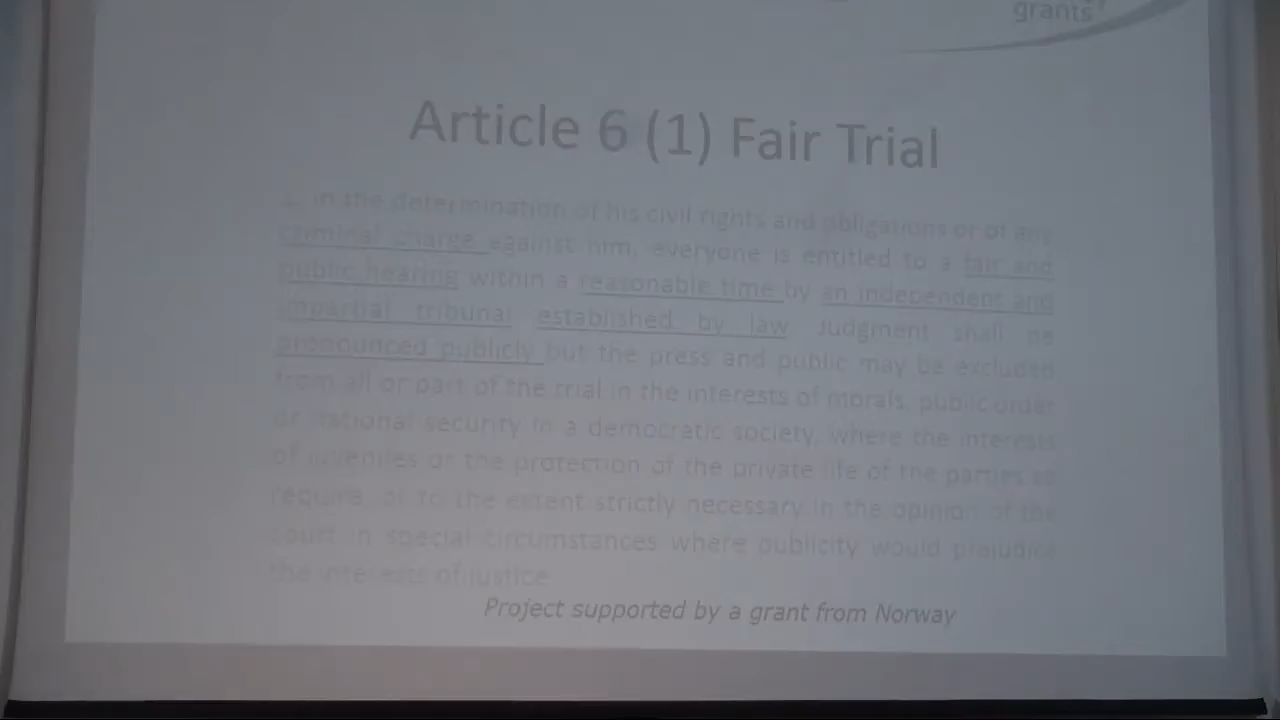 grants
Article 6 (1) Fair Trial
in the determination of his civil rights and obligations or of any
criminal charge against him, everyone is entitled to a fair and
public hearing within a reasonable time by an independent and
impartial tribunal established by law Judgment shall be
pronounced publicly but the press and public may be excluded
from all or part of the trial in the interests of morals, public order
or national security in a democratic society, where the interests
of juveniles or the protection of the private life of the parties so
require, or to the extent strictly necessary in the opinion of the
court in special circumstances where publicity would prejudice
the interests of justice
Project supported by a grant from Norway